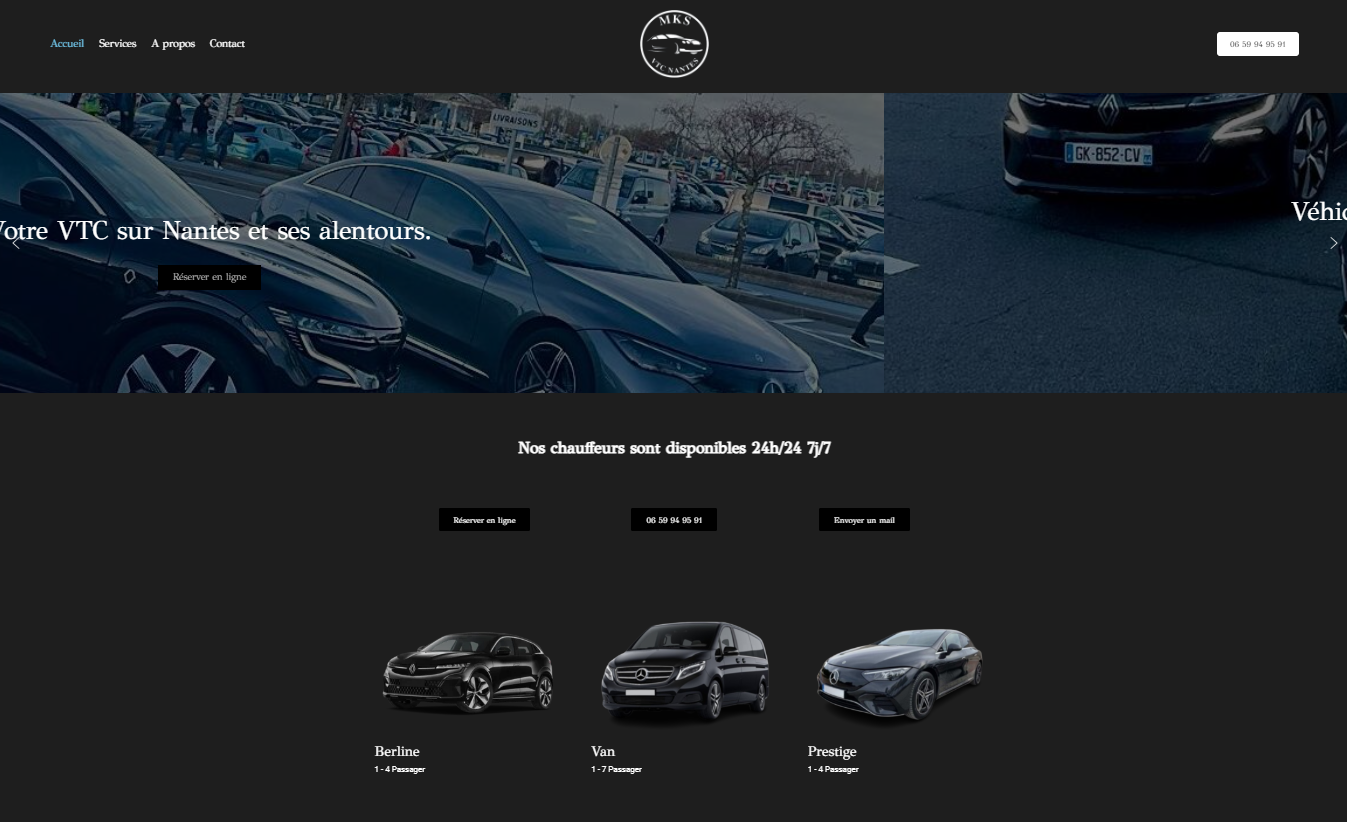 Accueil Services A propos Contact
MKS
VTC NANTES
06 59 94 95 91
LIVRAISONS
GK-852-CV
Votre VTC sur Nantes et ses alentours.
Véhic
Réserver en ligne
Nos chauffeurs sont disponibles 24h/24 7j/7
Réserver en ligne 06 59 94 95 91 Envoyer un mail
Berline Van Prestige
1 - 4 Passager 1 - 7 Passager 1 - 4 Passager